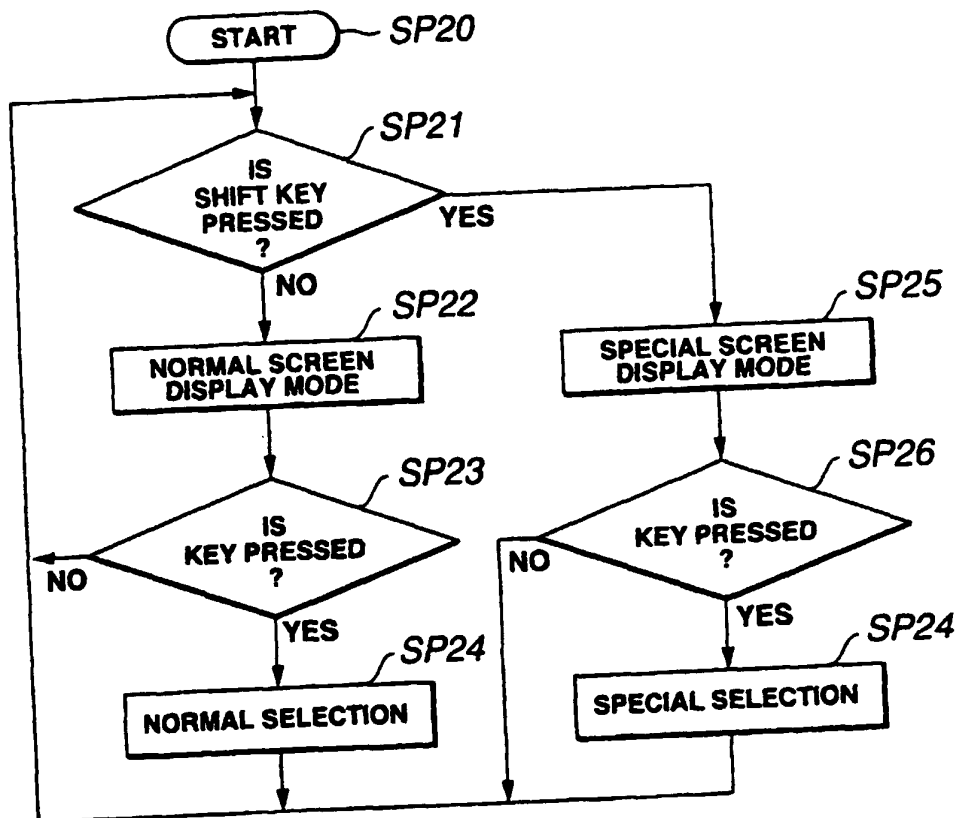 START
SP20
SP21
IS
SHIFT KEY
PRESSED
?
YES
NO
SP22
NORMAL SCREEN
DISPLAY MODE
SP25
SPECIAL SCREEN
DISPLAY MODE
SP23
IS
KEY PRESSED
?
NO
YES
SP26
IS
KEY PRESSED
?
NO
YES
SP24
NORMAL SELECTION
SP24
SPECIAL SELECTION